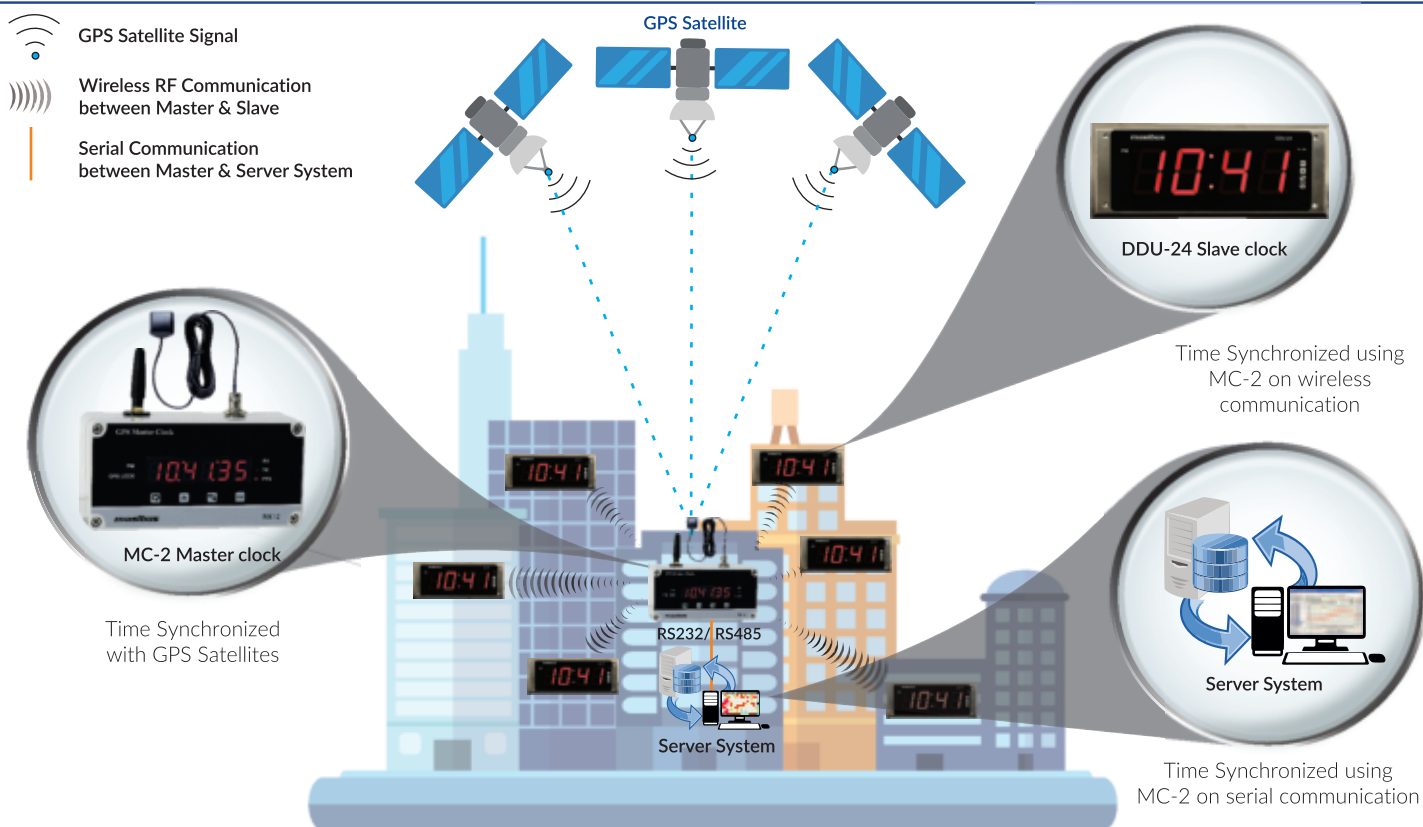 GPS Satellite Signal
Wireless RF Communication
between Master & Slave
Serial Communication
between Master & Server System
GPS Satellite
10:41
DDU-24 Slave clock
Time Synchronized using
MC-2 on wireless
communication
GPS Master Clock
10.41.35
MC-2 Master clock
Time Synchronized
with GPS Satellites
10:41
10:41
10:41
10:41
10:41
10:41
10.41.35
RS232/ RS485
Server System
Server System
Time Synchronized using
MC-2 on serial communication